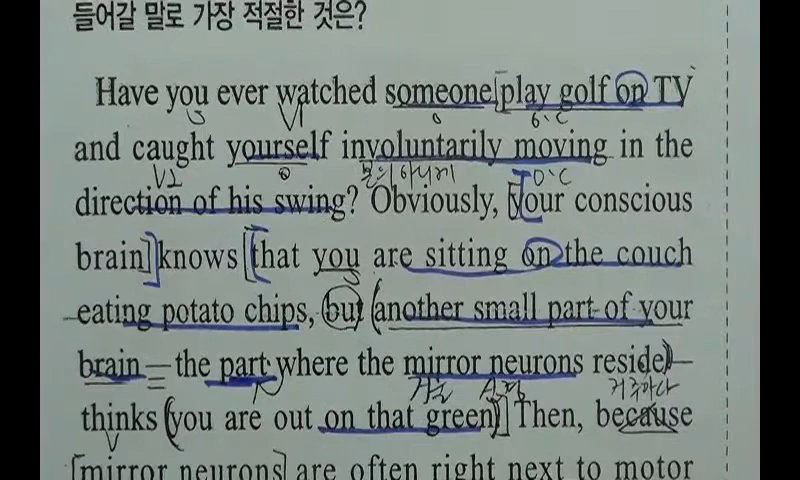 들어갈 말로 가장 적절한 것은?
Have you ever watched someone play golf on TV
and caught yourself involuntarily moving in the
direction of his swing? Obviously, your conscious
brain knows that you are sitting on the couch
eating potato chips, but another small part of your
brain — the part where the mirror neurons reside —
thinks you are out on that green. Then, because
mirror neurons are often right next to motor